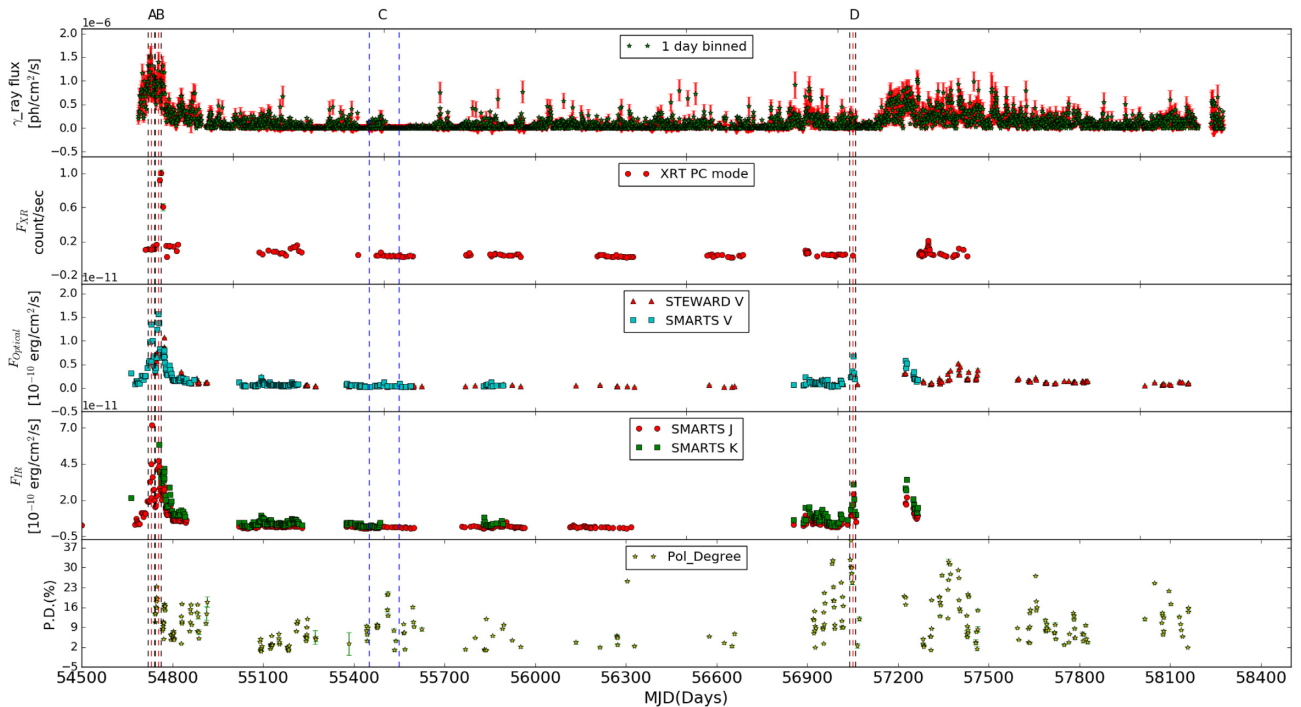 A B C D
1e−6
γ_ray flux
[ph/cm²/s]
2.0
1.5
1.0
0.5
0.0
−0.5
1 day binned
F_XR
count/sec
1.0
0.6
0.2
−0.2
XRT PC mode
1e−11
F_Optical
[10⁻¹⁰ erg/cm²/s]
2.0
1.5
1.0
0.5
0.0
−0.5
STEWARD V
SMARTS V
1e−11
F_IR
[10⁻¹⁰ erg/cm²/s]
7.0
4.5
2.0
−0.5
SMARTS J
SMARTS K
P.D.(%)
37
30
23
16
9
2
−5
Pol_Degree
54500 54800 55100 55400 55700 56000 56300 56600 56900 57200 57500 57800 58100 58400
MJD(Days)